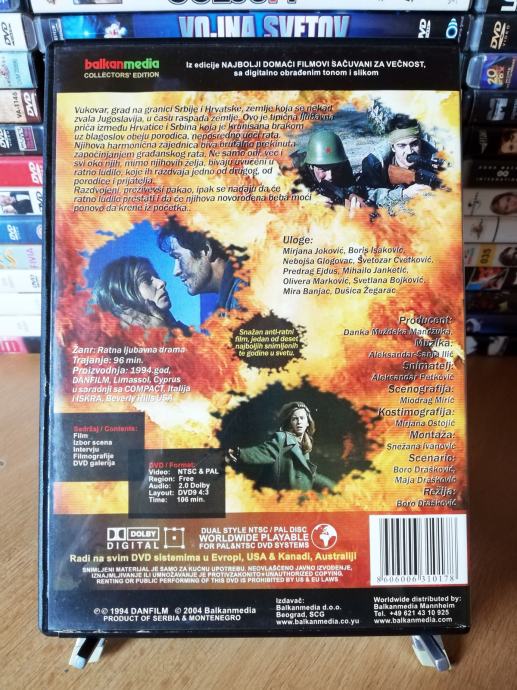 VOJNA SVETOV
balkanmedia
COLLECTORS' EDITION
Iz edicije NAJBOLJI DOMAĆI FILMOVI SAČUVANI ZA VEČNOST,
sa digitalno obrađenim tonom i slikom
Vukovar, grad na granici Srbije i Hrvatske, zemlje koja se nekad
zvala Jugoslavija, u času raspada zemlje. Ovo je tipična ljubavna
priča između Hrvatice i Srbina koja je krunisana brakom
uz blagoslov obeju porodica, neposredno uoči rata.
Njihova harmonična zajednica biva brutalno prekinuta
započinjanjem građanskog rata. Ne samo oni, već i
svi oko njih, mimo njihovih želja, bivaju uvučeni u
ratno ludilo, koje ih razdvaja jedno od drugog, od
porodice i prijatelja.
Razdvojeni, preživevši pakao, ipak se nadaju da će
ratno ludilo prestati i da će njihova novorođena beba moći
ponovo da krene iz početka..
Uloge:
Mirjana Joković, Boris Isaković,
Nebojša Glogovac, Svetozar Cvetković,
Predrag Ejdus, Mihailo Janketić,
Olivera Marković, Svetlana Bojković,
Mira Banjac, Dušica Žegarac
Snažan anti-ratni
film, jedan od deset
najboljih snimljenih
te godine u svetu.
Žanr: Ratna ljubavna drama
Trajanje: 96 min.
Proizvodnja: 1994.god,
DANFILM, Limassol, Cyprus
u saradnji sa COMPACT, Italija
i ISKRA, Beverly Hills USA
Producent:
Danka Muždeka Mandžuka,
Muzika:
Aleksandar-Sanja Ilić
Snimatelj:
Aleksandar Petković
Scenografija:
Miodrag Mirić
Kostimografija:
Mirjana Ostojić
Montaža:
Snežana Ivanović
Scenario:
Boro Drašković,
Maja Drašković
Režija:
Boro Drašković
Sadržaj / Contents:
Film
Izbor scena
Intervju
Filmografije
DVD galerija
DVD / Format:
Video: NTSC & PAL
Region: Free
Audio: 2.0 Dolby
Layout: DVD9 4:3
Time: 106 min.
DOLBY
DIGITAL
DUAL STYLE NTSC / PAL DISC
WORLDWIDE PLAYABLE
FOR PAL&NTSC DVD SYSTEMS
Radi na svim DVD sistemima u Evropi, USA & Kanadi, Australiji
SNIMLJENI MATERIJAL JE SAMO ZA KUĆNU UPOTREBU. NEOVLAŠĆENO JAVNO IZVOĐENJE,
IZNAJMLJIVANJE ILI UMNOŽAVANJE JE PROTIVZAKONITO•UNAUTHORIZED COPYING,
RENTING OR PUBLIC PERFORMING OF THIS DVD IS PROHIBITED BY US & EU LAWS
8606006310178
℗ © 1994 DANFILM © 2004 Balkanmedia
PRODUCT OF SERBIA & MONTENEGRO
Izdavač:
Balkanmedia d.o.o.
Beograd, SCG
www.balkanmedia.co.yu
Worldwide distributed by:
Balkanmedia Mannheim
Tel. +49 621 43 10 925
www.balkanmedia.com